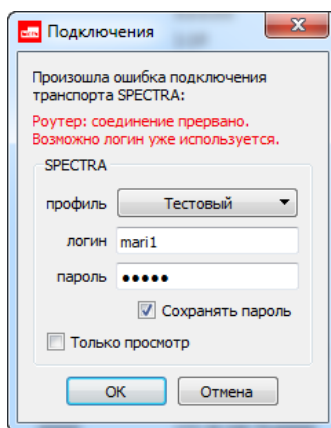 Подключения
Произошла ошибка подключения
транспорта SPECTRA:
Роутер: соединение прервано.
Возможно логин уже используется.
SPECTRA
профиль Тестовый
логин mari1
пароль •••••
Сохранять пароль
Только просмотр
OK Отмена